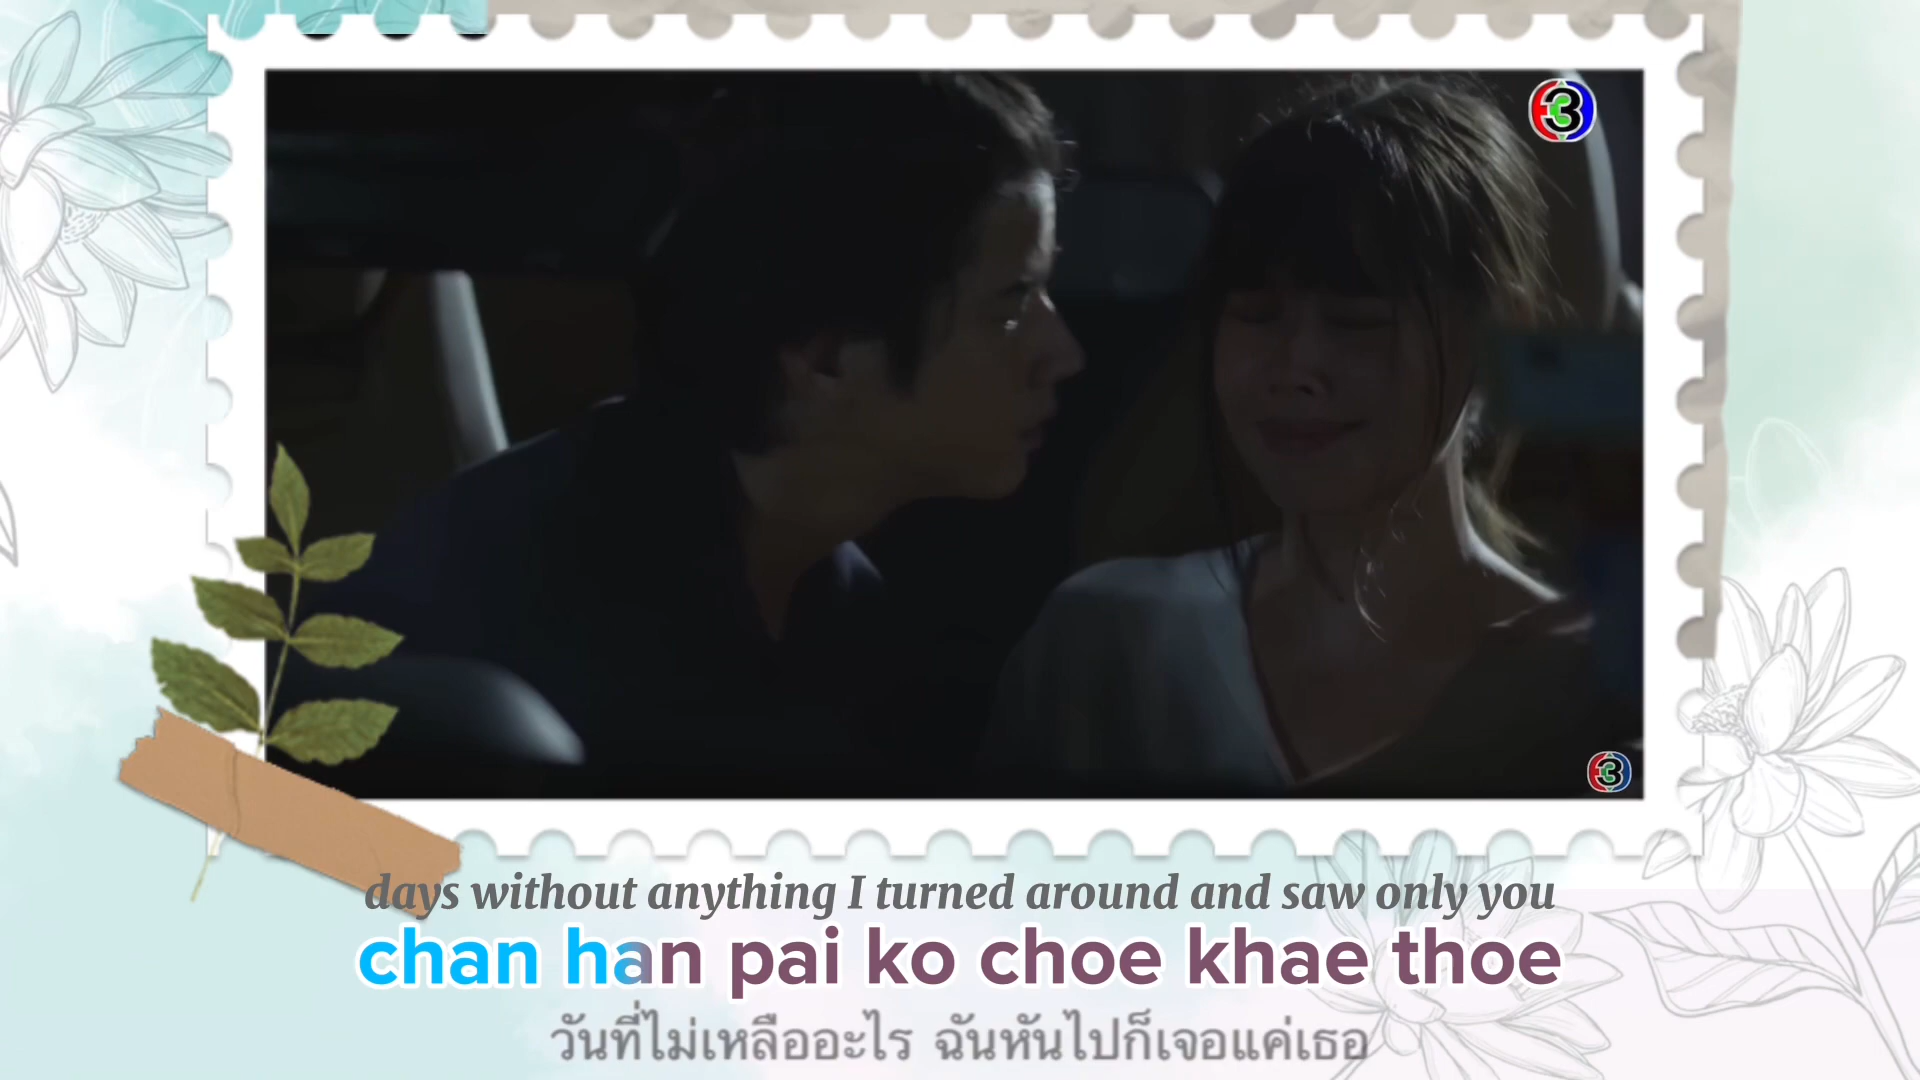 3
3
days without anything I turned around and saw only you
chan han pai ko choe khae thoe
วันที่ไม่เหลืออะไร ฉันหันไปก็เจอแค่เธอ